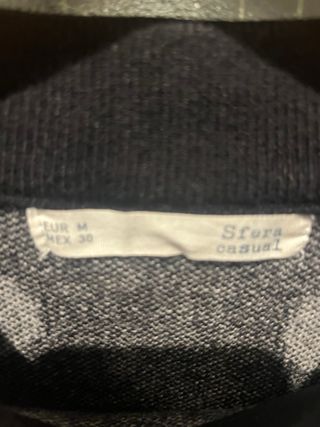 EUR M
MEX 30
Sfera
casual